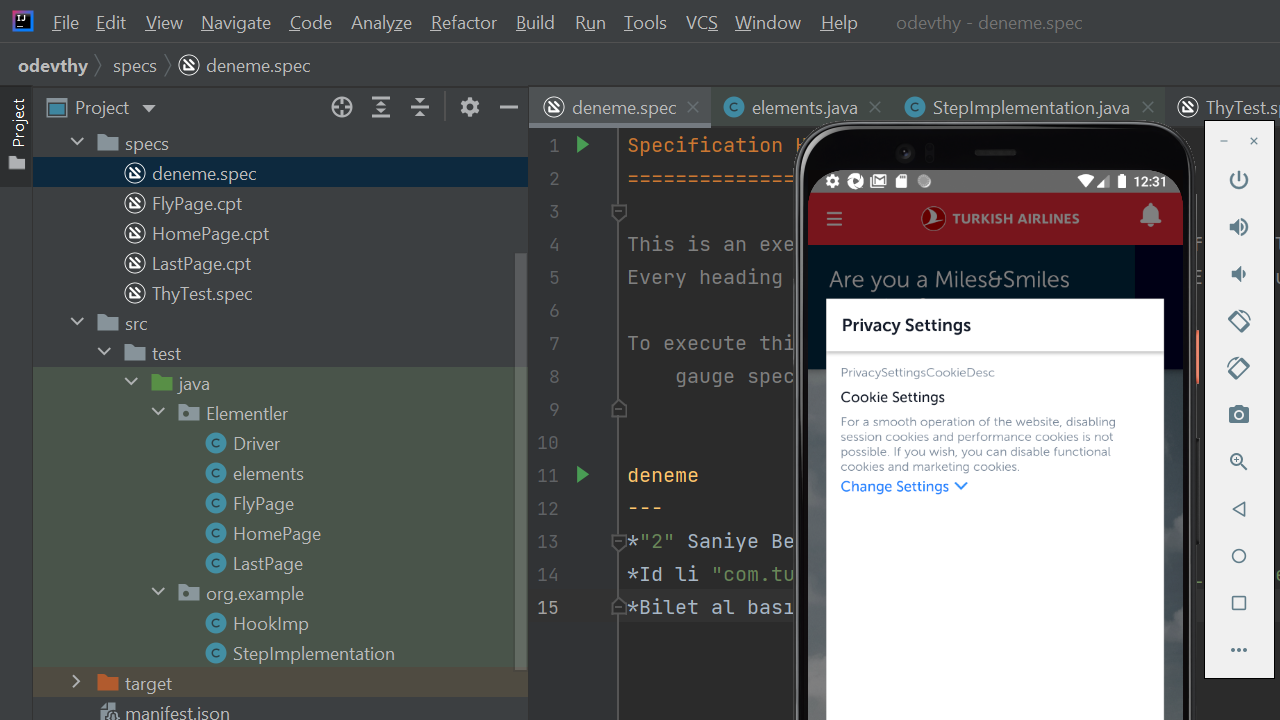 File Edit View Navigate Code Analyze Refactor Build Run Tools VCS Window Help odevthy - deneme.spec
odevthy specs deneme.spec
Project
Project
specs
deneme.spec
FlyPage.cpt
HomePage.cpt
LastPage.cpt
ThyTest.spec
src
test
java
Elementler
Driver
elements
FlyPage
HomePage
LastPage
org.example
HookImp
StepImplementation
target
manifest.json
deneme.spec elements.java StepImplementation.java ThyTest.sp
1 Specification H
2 ==============
3
4 This is an exe
5 Every heading
6
7 To execute thi
8 gauge spec
9
10
11 deneme
12 ---
13 *"2" Saniye Be
14 *Id li "com.tu
15 *Bilet al bası
12:31
TURKISH AIRLINES
Are you a Miles&Smiles
Privacy Settings
PrivacySettingsCookieDesc
Cookie Settings
For a smooth operation of the website, disabling
session cookies and performance cookies is not
possible. If you wish, you can disable functional
cookies and marketing cookies.
Change Settings